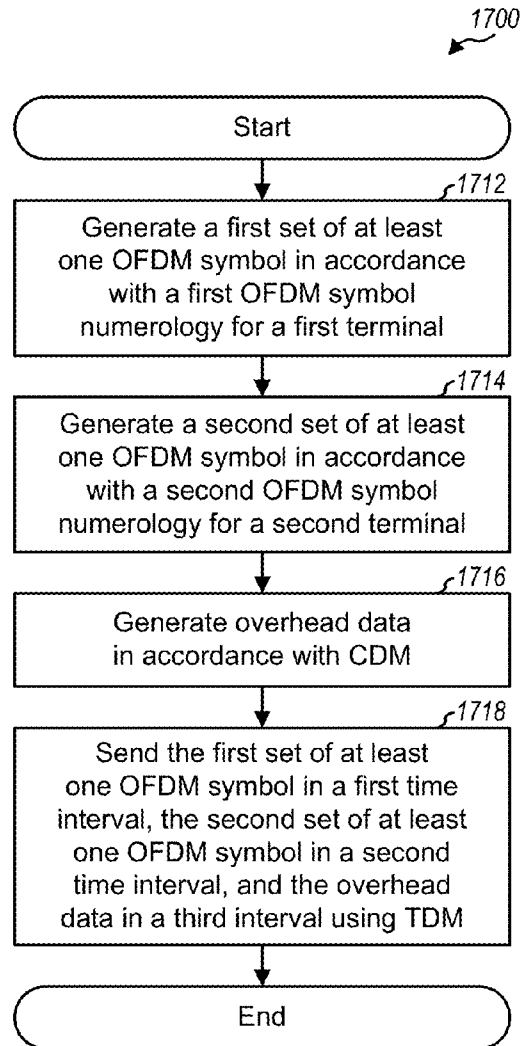 1700
Start
1712
Generate a first set of at least
one OFDM symbol in accordance
with a first OFDM symbol
numerology for a first terminal
1714
Generate a second set of at least
one OFDM symbol in accordance
with a second OFDM symbol
numerology for a second terminal
1716
Generate overhead data
in accordance with CDM
1718
Send the first set of at least
one OFDM symbol in a first time
interval, the second set of at least
one OFDM symbol in a second
time interval, and the overhead
data in a third interval using TDM
End